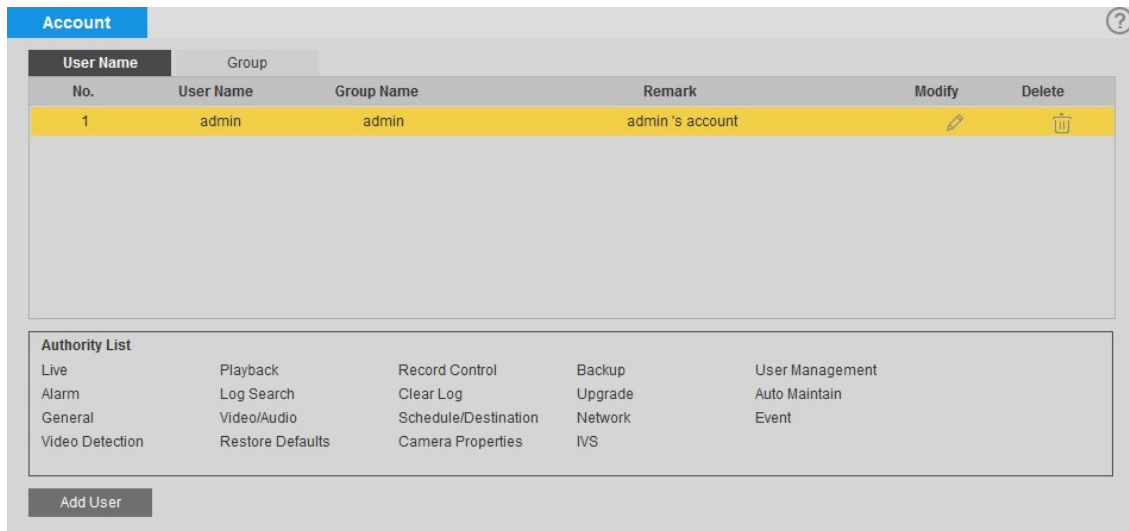 Account ?
User Name Group
No. User Name Group Name Remark Modify Delete
1 admin admin admin 's account
Authority List
Live Playback Record Control Backup User Management
Alarm Log Search Clear Log Upgrade Auto Maintain
General Video/Audio Schedule/Destination Network Event
Video Detection Restore Defaults Camera Properties IVS
Add User